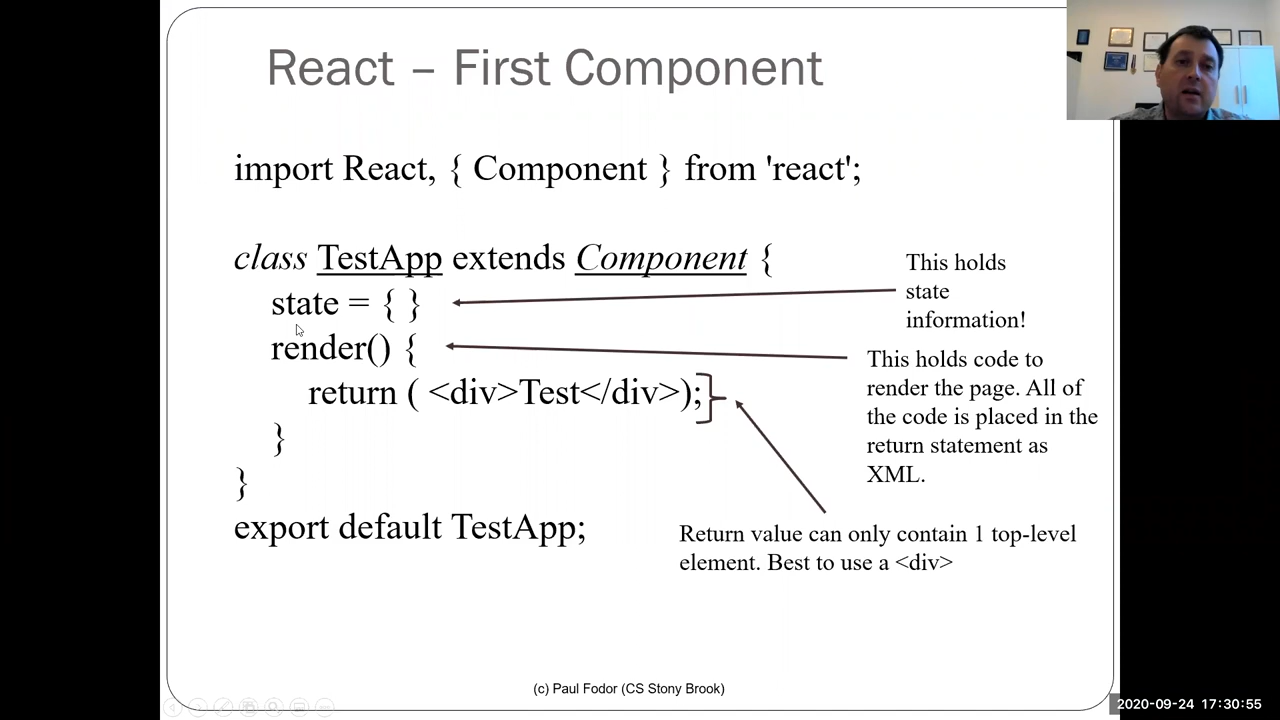 React – First Component
import React, { Component } from 'react';
class TestApp extends Component {
state = { }
render() {
return ( <div>Test</div>);
}
}
export default TestApp;
This holds
state
information!
This holds code to
render the page. All of
the code is placed in the
return statement as
XML.
Return value can only contain 1 top-level
element. Best to use a <div>
(c) Paul Fodor (CS Stony Brook)
2020-09-24 17:30:55